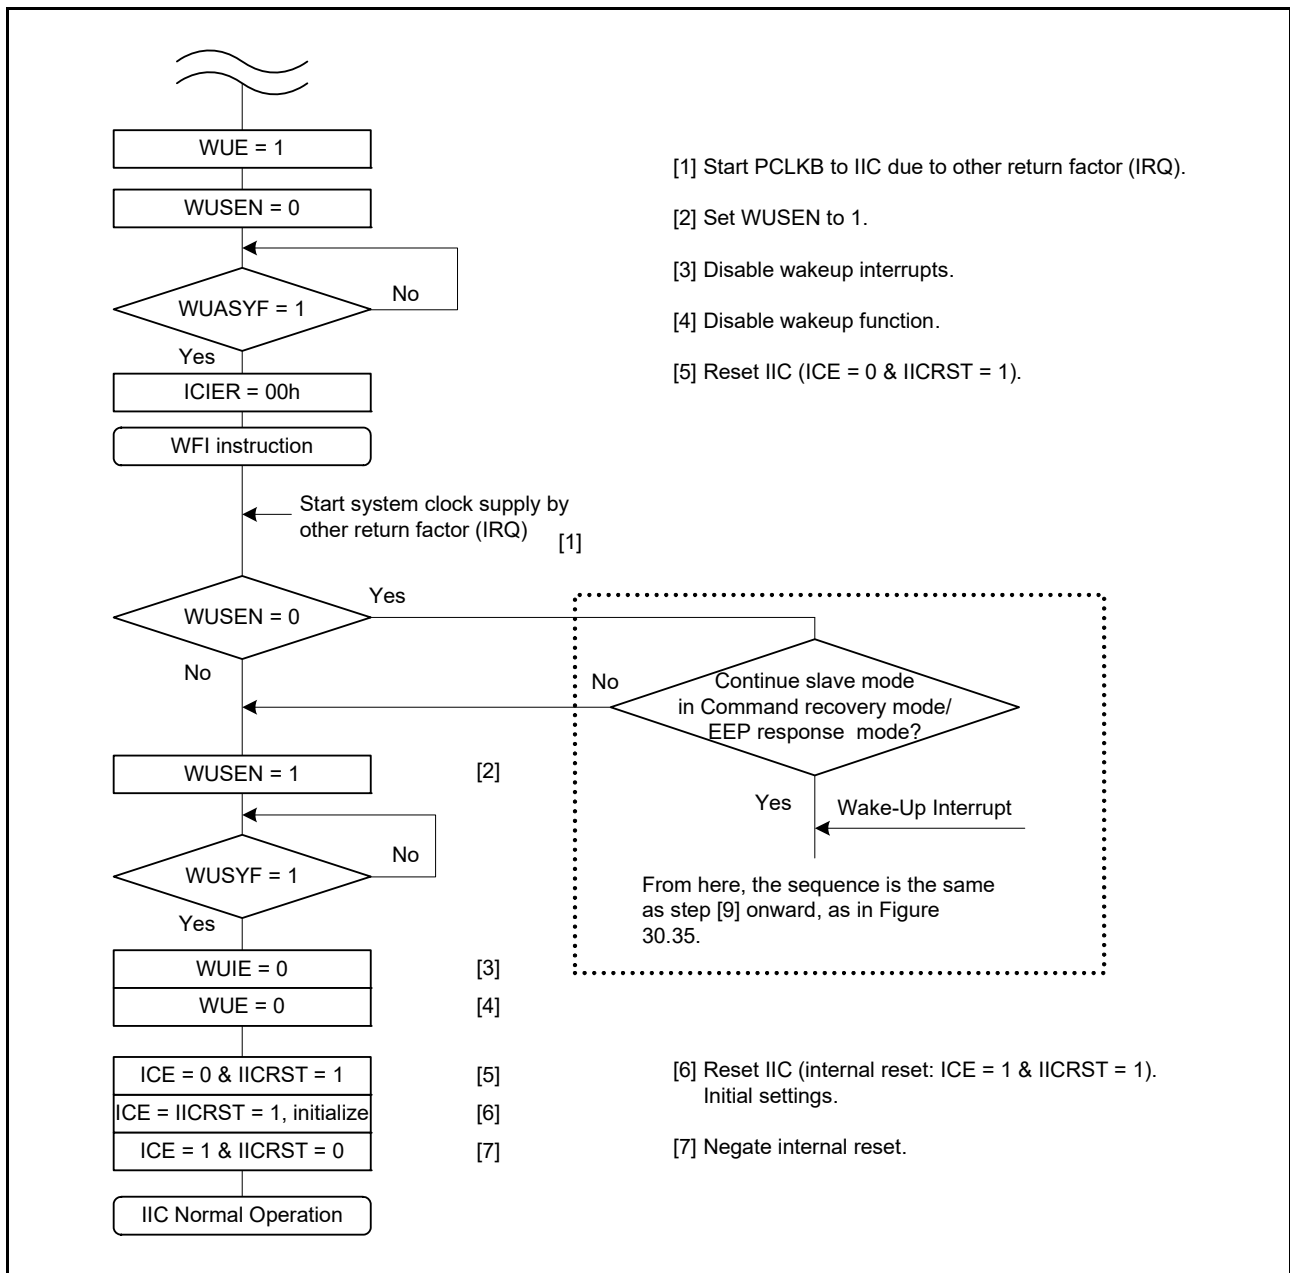 WUE = 1
[1] Start PCLKB to IIC due to other return factor (IRQ).
WUSEN = 0
[2] Set WUSEN to 1.
[3] Disable wakeup interrupts.
No
WUASYF = 1
[4] Disable wakeup function.
Yes
[5] Reset IIC (ICE = 0 & IICRST = 1).
ICIER = 00h
WFI instruction
Start system clock supply by
other return factor (IRQ)
[1]
Yes
WUSEN = 0
No
No
Continue slave mode
in Command recovery mode/
EEP response mode?
WUSEN = 1
[2]
Yes
Wake-Up Interrupt
No
WUSYF = 1
Yes
From here, the sequence is the same
as step [9] onward, as in Figure
30.35.
WUIE = 0
[3]
WUE = 0
[4]
ICE = 0 & IICRST = 1
[5]
[6] Reset IIC (internal reset: ICE = 1 & IICRST = 1).
Initial settings.
ICE = IICRST = 1, initialize
[6]
ICE = 1 & IICRST = 0
[7]
[7] Negate internal reset.
IIC Normal Operation